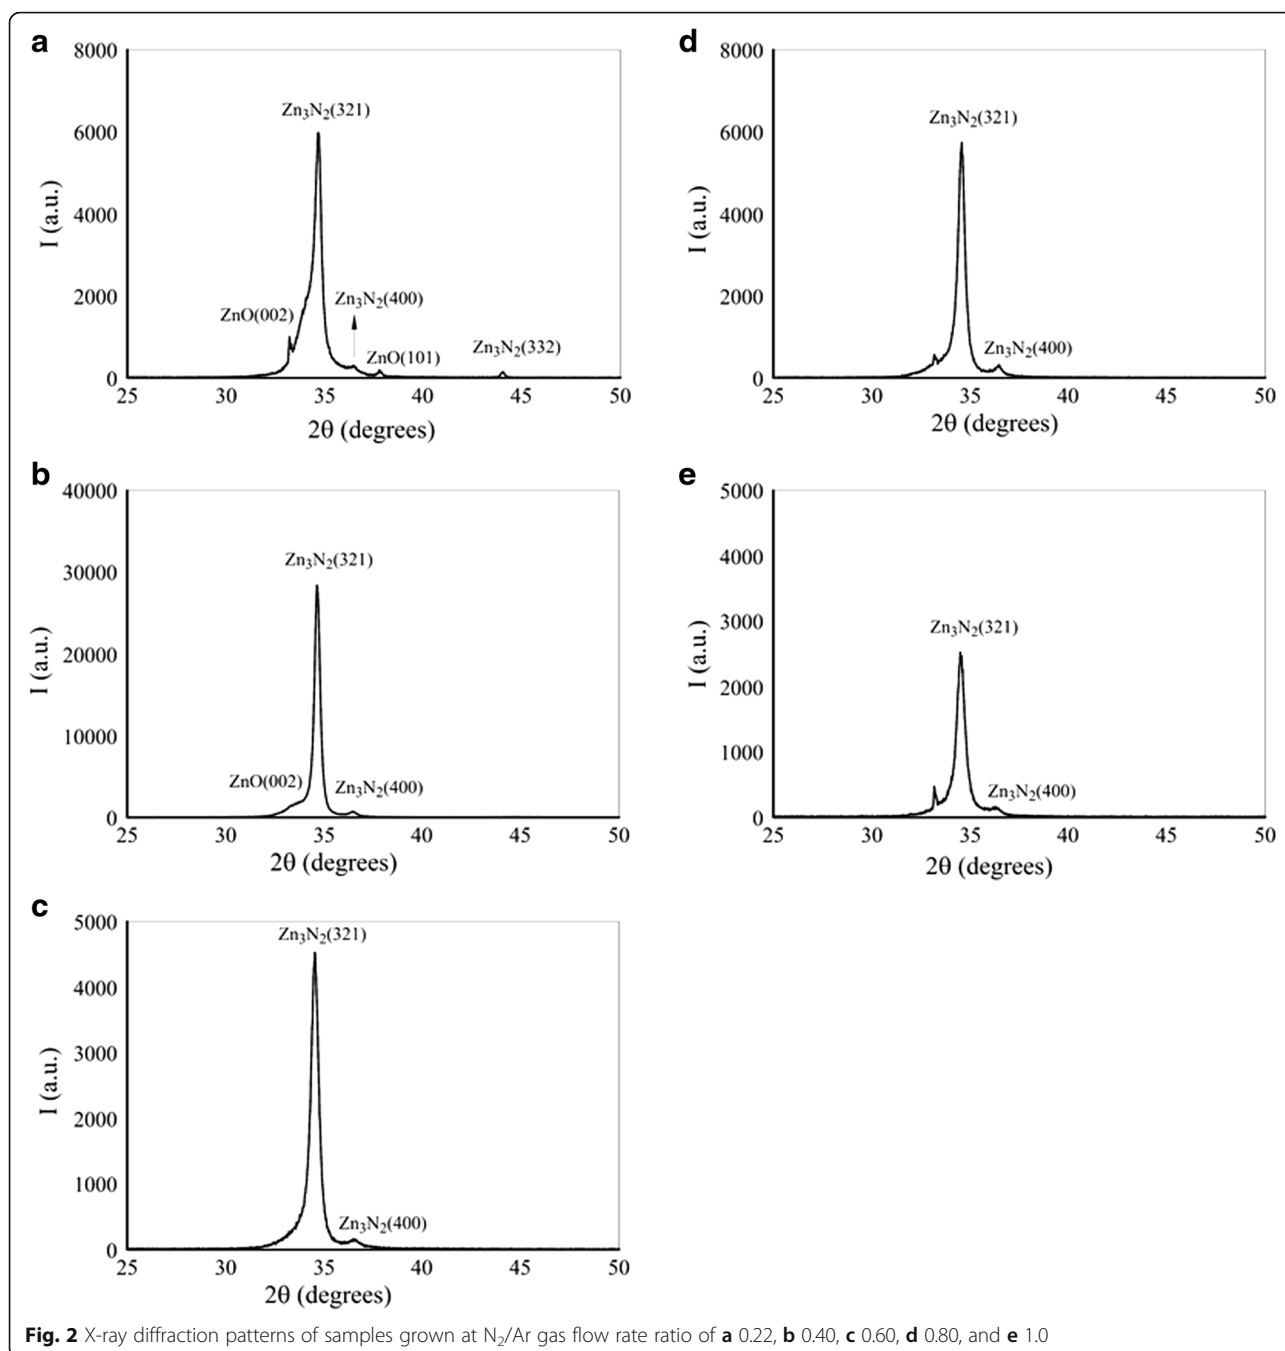 a
8000
6000
4000
2000
0
I (a.u.)
Zn₃N₂(321)
ZnO(002)
Zn₃N₂(400)
ZnO(101)
Zn₃N₂(332)
25 30 35 40 45 50
2θ (degrees)
b
40000
30000
20000
10000
0
I (a.u.)
Zn₃N₂(321)
ZnO(002)
Zn₃N₂(400)
25 30 35 40 45 50
2θ (degrees)
c
5000
4000
3000
2000
1000
0
I (a.u.)
Zn₃N₂(321)
Zn₃N₂(400)
25 30 35 40 45 50
2θ (degrees)
d
8000
6000
4000
2000
0
I (a.u.)
Zn₃N₂(321)
Zn₃N₂(400)
25 30 35 40 45 50
2θ (degrees)
e
5000
4000
3000
2000
1000
0
I (a.u.)
Zn₃N₂(321)
Zn₃N₂(400)
25 30 35 40 45 50
2θ (degrees)
Fig. 2 X-ray diffraction patterns of samples grown at N₂/Ar gas flow rate ratio of a 0.22, b 0.40, c 0.60, d 0.80, and e 1.0